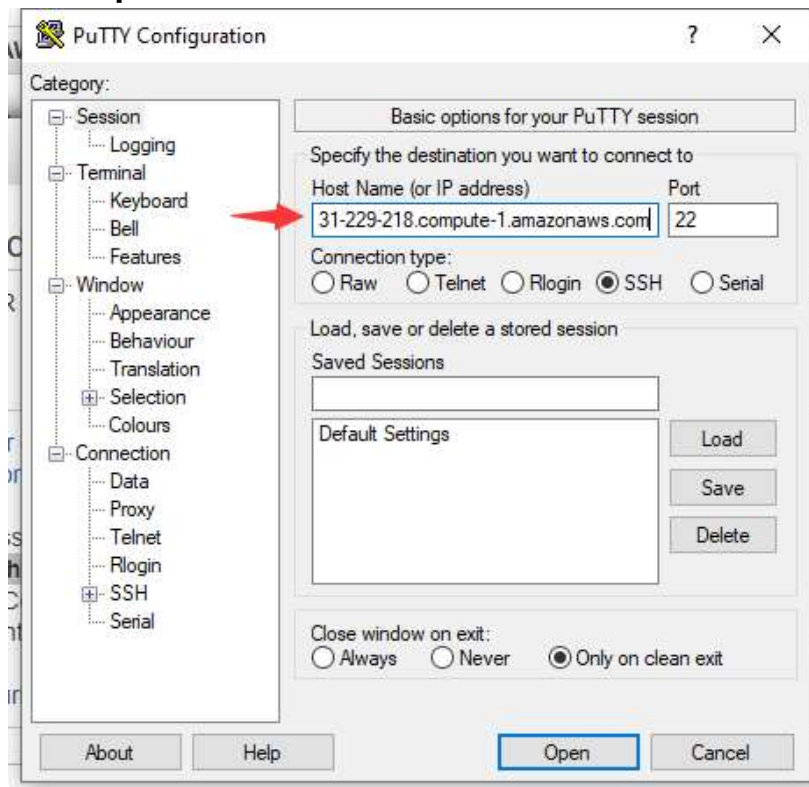 PuTTY Configuration
?
Category:
Session
Logging
Terminal
Keyboard
Bell
Features
Window
Appearance
Behaviour
Translation
Selection
Colours
Connection
Data
Proxy
Telnet
Rlogin
SSH
Serial
Basic options for your PuTTY session
Specify the destination you want to connect to
Host Name (or IP address) Port
31-229-218.compute-1.amazonaws.com 22
Connection type:
Raw Telnet Rlogin SSH Serial
Load, save or delete a stored session
Saved Sessions
Default Settings
Load
Save
Delete
Close window on exit:
Always Never Only on clean exit
About Help Open Cancel